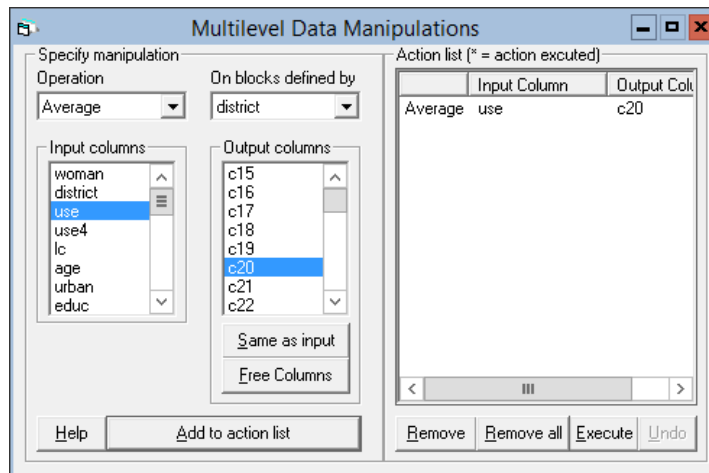 Multilevel Data Manipulations
Specify manipulation
Operation
On blocks defined by
Average
district
Input columns
woman
district
use
use4
lc
age
urban
educ
Output columns
c15
c16
c17
c18
c19
c20
c21
c22
Same as input
Free Columns
Help
Add to action list
Action list (* = action excuted)
Input Column
Output Colu
Average use c20
Remove
Remove all
Execute
Undo